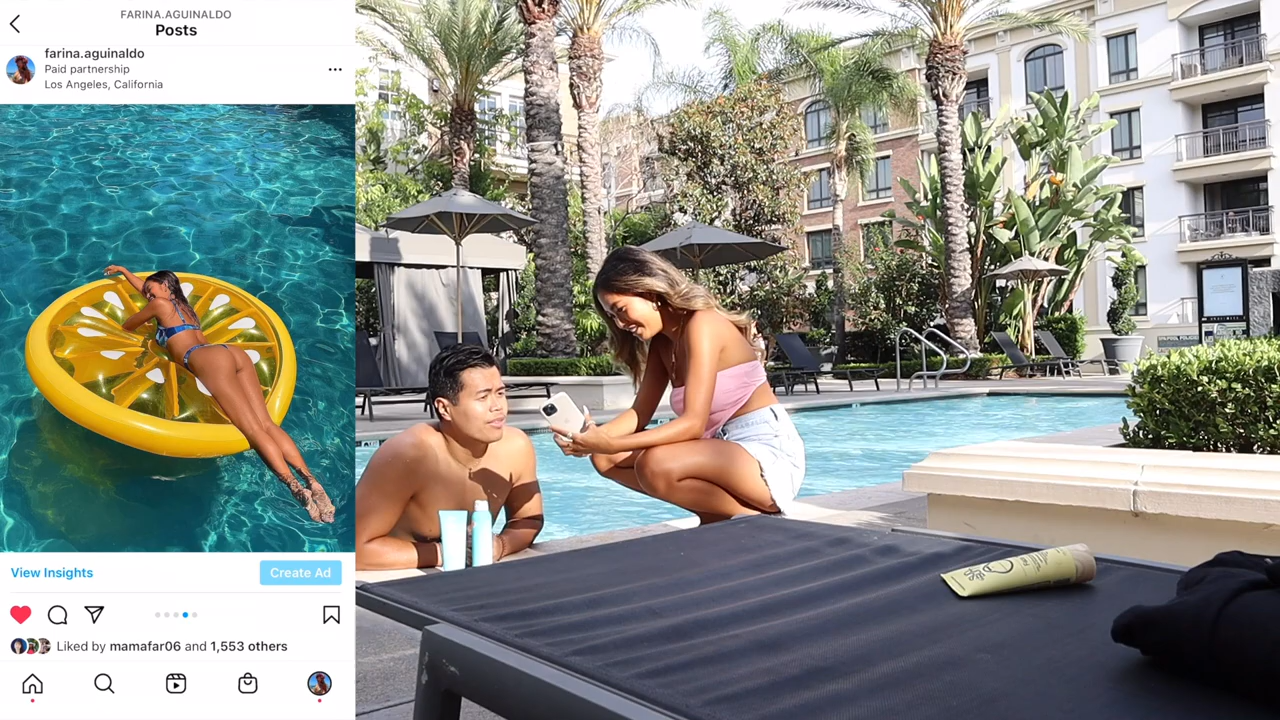 FARINA.AGUINALDO
Posts
farina.aguinaldo
Paid partnership
Los Angeles, California
View Insights
Create Ad
Liked by mamafar06 and 1,553 others